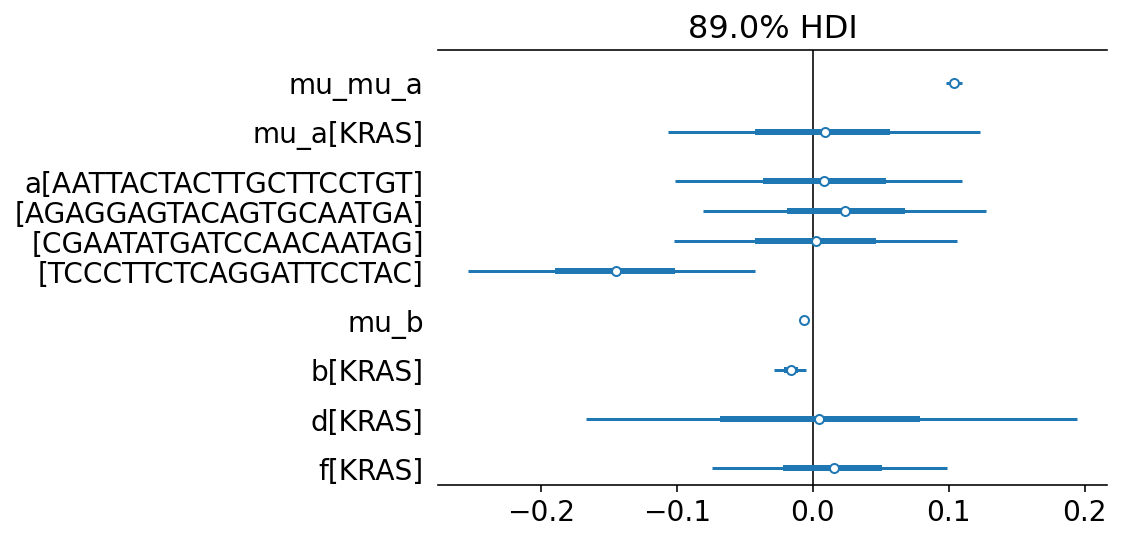 89.0% HDI
mu_mu_a
mu_a[KRAS]
a[AATTACTACTTGCTTCCTGT]
[AGAGGAGTACAGTGCAATGA]
[CGAATATGATCCAACAATAG]
[TCCCTTCTCAGGATTCCTAC]
mu_b
b[KRAS]
d[KRAS]
f[KRAS]
−0.2 −0.1 0.0 0.1 0.2